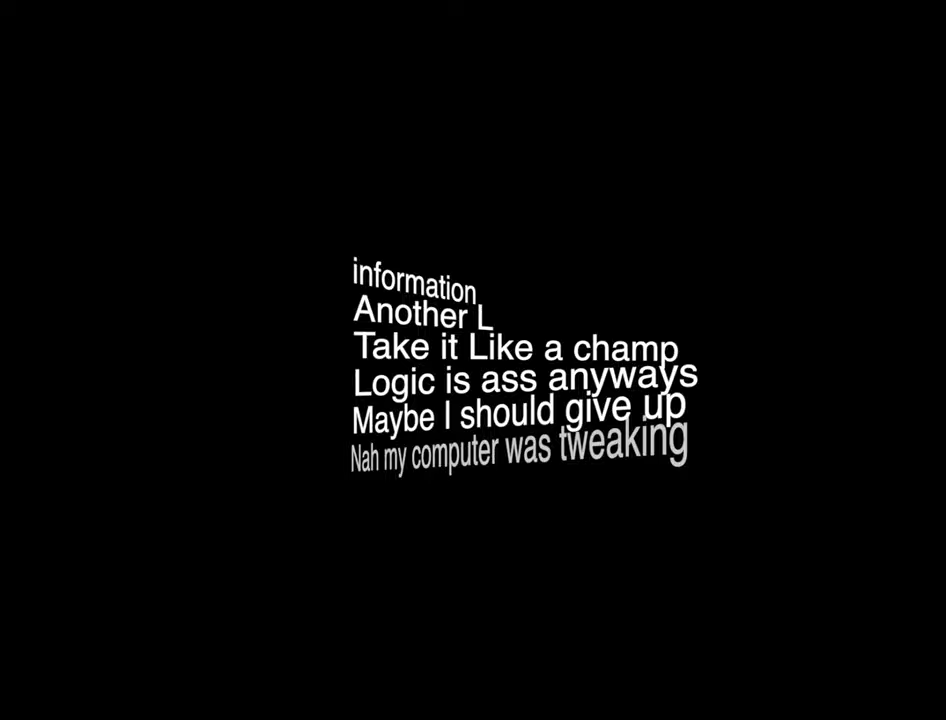 information
Another L
Take it Like a champ
Logic is ass anyways
Maybe I should give up
Nah my computer was tweaking